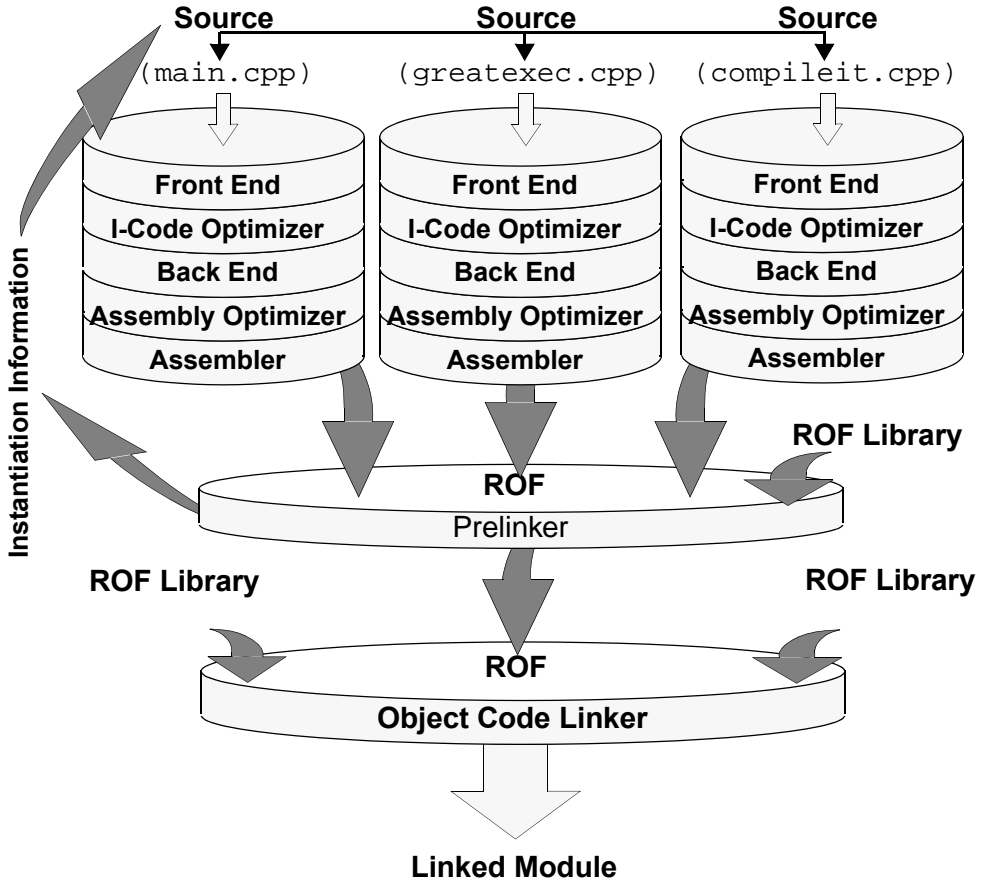 Source Source Source
(main.cpp) (greatexec.cpp) (compileit.cpp)
Front End Front End Front End
I-Code Optimizer I-Code Optimizer I-Code Optimizer
Back End Back End Back End
Assembly Optimizer Assembly Optimizer Assembly Optimizer
Assembler Assembler Assembler
Instantiation Information
ROF Library
ROF
Prelinker
ROF Library ROF Library
ROF
Object Code Linker
Linked Module